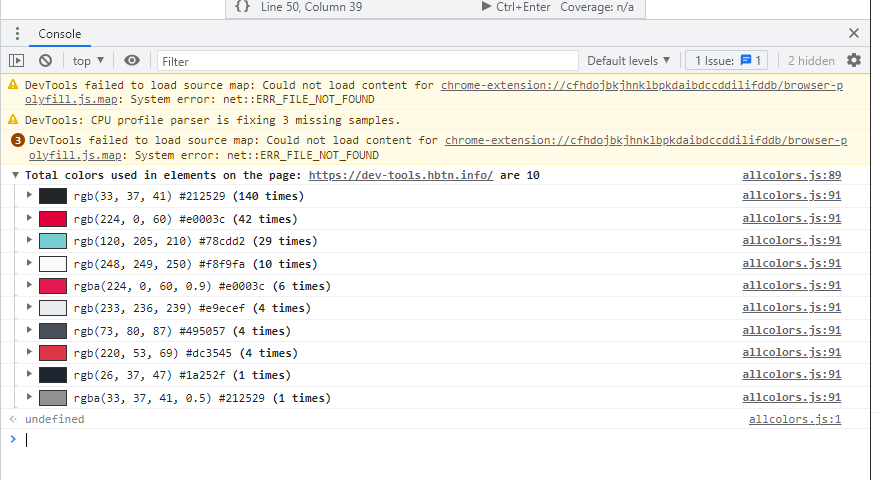 {} Line 50, Column 39 Ctrl+Enter Coverage: n/a
Console
top Filter Default levels 1 Issue: 1 2 hidden
DevTools failed to load source map: Could not load content for chrome-extension://cfhdojbkjhnklbpkdaibdccddilifddb/browser-p
olyfill.js.map: System error: net::ERR_FILE_NOT_FOUND
DevTools: CPU profile parser is fixing 3 missing samples.
3 DevTools failed to load source map: Could not load content for chrome-extension://cfhdojbkjhnklbpkdaibdccddilifddb/browser-p
olyfill.js.map: System error: net::ERR_FILE_NOT_FOUND
Total colors used in elements on the page: https://dev-tools.hbtn.info/ are 10 allcolors.js:89
rgb(33, 37, 41) #212529 (140 times) allcolors.js:91
rgb(224, 0, 60) #e0003c (42 times) allcolors.js:91
rgb(120, 205, 210) #78cdd2 (29 times) allcolors.js:91
rgb(248, 249, 250) #f8f9fa (10 times) allcolors.js:91
rgba(224, 0, 60, 0.9) #e0003c (6 times) allcolors.js:91
rgb(233, 236, 239) #e9ecef (4 times) allcolors.js:91
rgb(73, 80, 87) #495057 (4 times) allcolors.js:91
rgb(220, 53, 69) #dc3545 (4 times) allcolors.js:91
rgb(26, 37, 47) #1a252f (1 times) allcolors.js:91
rgba(33, 37, 41, 0.5) #212529 (1 times) allcolors.js:91
undefined allcolors.js:1